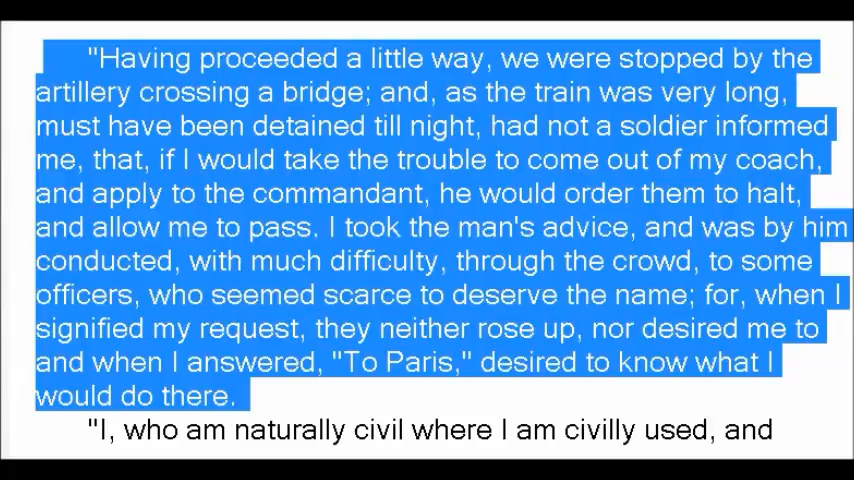 "Having proceeded a little way, we were stopped by the
artillery crossing a bridge; and, as the train was very long,
must have been detained till night, had not a soldier informed
me, that, if I would take the trouble to come out of my coach,
and apply to the commandant, he would order them to halt,
and allow me to pass. I took the man's advice, and was by him
conducted, with much difficulty, through the crowd, to some
officers, who seemed scarce to deserve the name; for, when I
signified my request, they neither rose up, nor desired me to
and when I answered, "To Paris," desired to know what I
would do there.
"I, who am naturally civil where I am civilly used, and